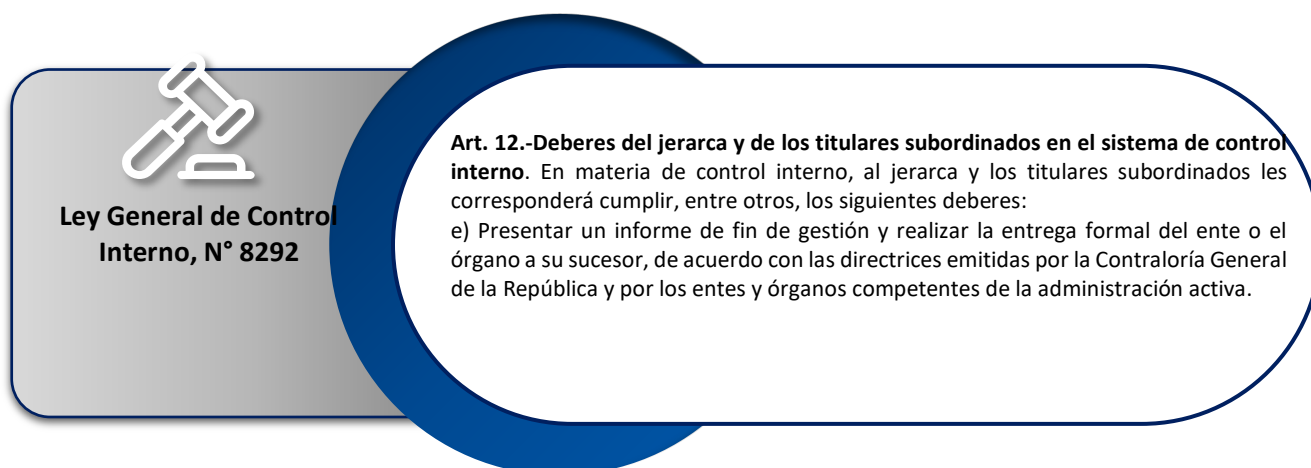 Ley General de Control
Interno, N° 8292
Art. 12.-Deberes del jerarca y de los titulares subordinados en el sistema de control
interno. En materia de control interno, al jerarca y los titulares subordinados les
corresponderá cumplir, entre otros, los siguientes deberes:
e) Presentar un informe de fin de gestión y realizar la entrega formal del ente o el
órgano a su sucesor, de acuerdo con las directrices emitidas por la Contraloría General
de la República y por los entes y órganos competentes de la administración activa.